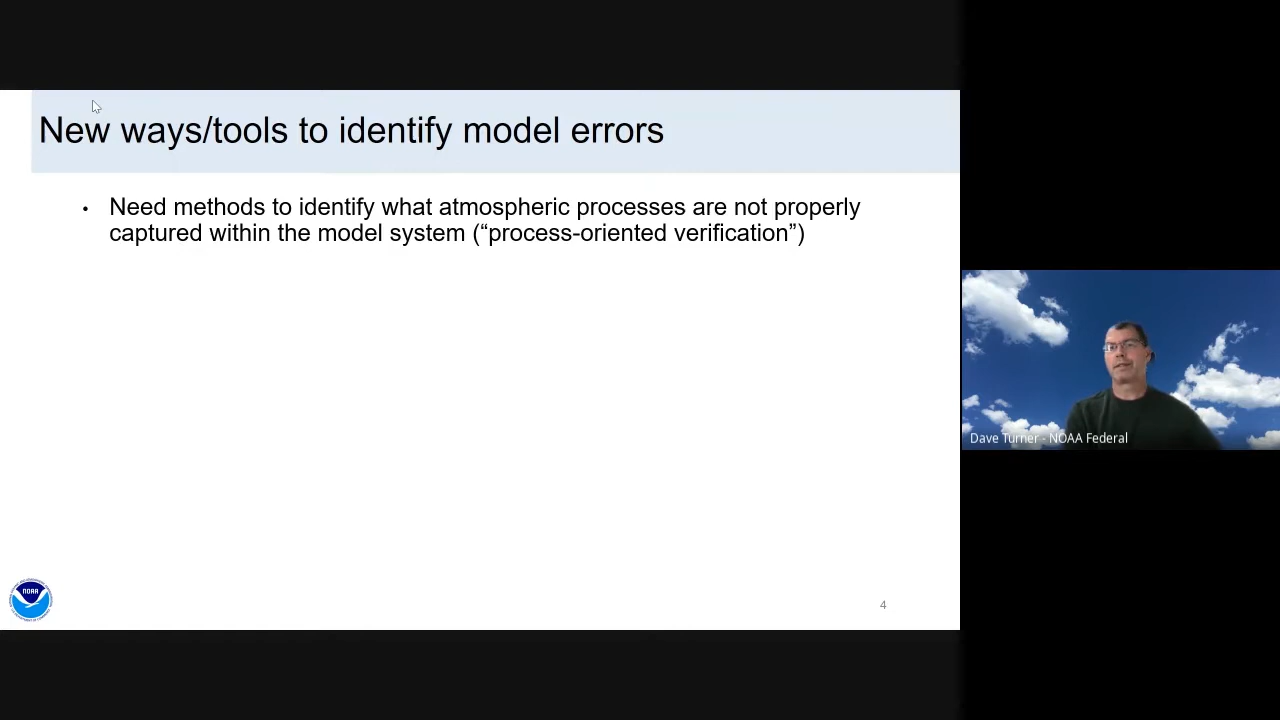 New ways/tools to identify model errors
• Need methods to identify what atmospheric processes are not properly
captured within the model system (“process-oriented verification”)
NOAA
4
Dave Turner - NOAA Federal